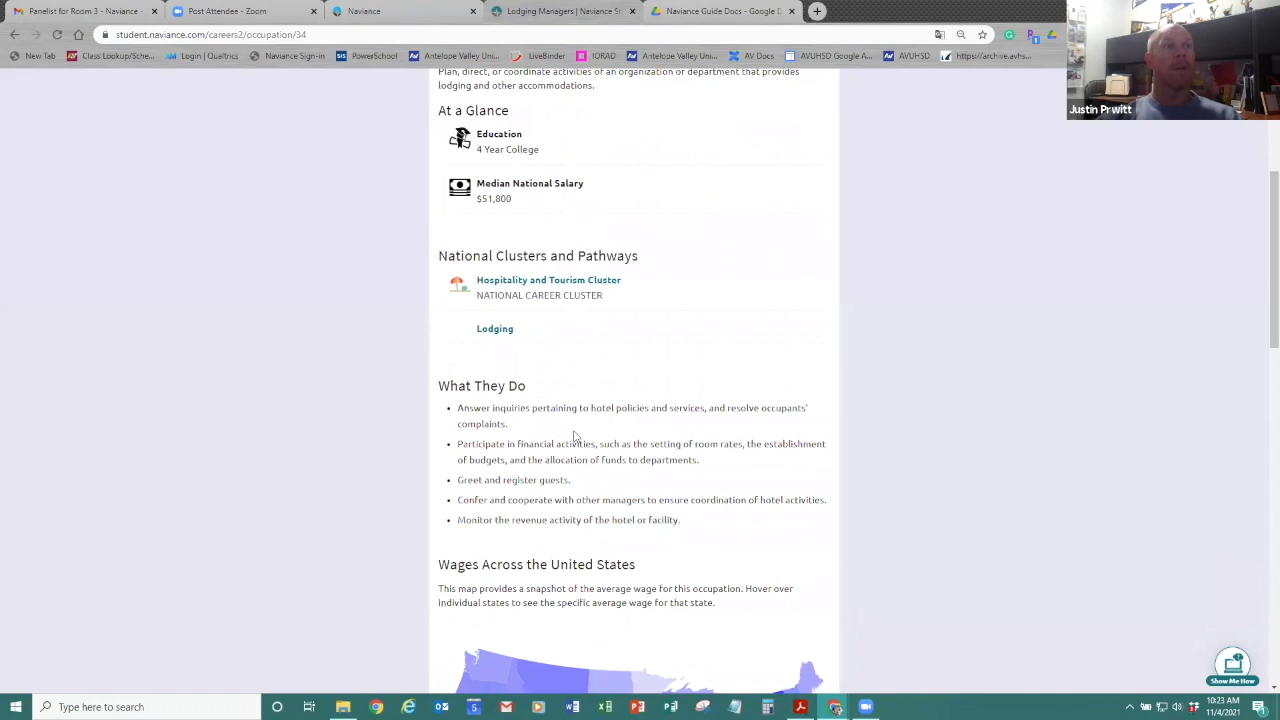 Panelist for Room 3 - Naviance -
Post Attendee - Zoom
Naviance
Lodging Managers | Naviance St
Naviance Guide Docs - Google D
student.naviance.com/careers2/occupation/34
New Tab
Class Locator Sche...
Login \ Qualtrics
PowerSchool
Antelope Valley Uni...
LiveBinder
IORAD
Antelope Valley Uni...
AV Docs
AVUHSD Google A...
AVUHSD
https://archive.avhs...
Justin Prwitt
Plan, direct, or coordinate activities of an organization or department that provides
lodging and other accommodations.
At a Glance
Education
4 Year College
Median National Salary
$51,800
National Clusters and Pathways
Hospitality and Tourism Cluster
NATIONAL CAREER CLUSTER
Lodging
What They Do
Answer inquiries pertaining to hotel policies and services, and resolve occupants'
complaints.
Participate in financial activities, such as the setting of room rates, the establishment
of budgets, and the allocation of funds to departments.
Greet and register guests.
Confer and cooperate with other managers to ensure coordination of hotel activities.
Monitor the revenue activity of the hotel or facility.
Wages Across the United States
This map provides a snapshot of the average wage for this occupation. Hover over
individual states to see the specific average wage for that state.
Show Me How
Type here to search
10:23 AM
11/4/2021